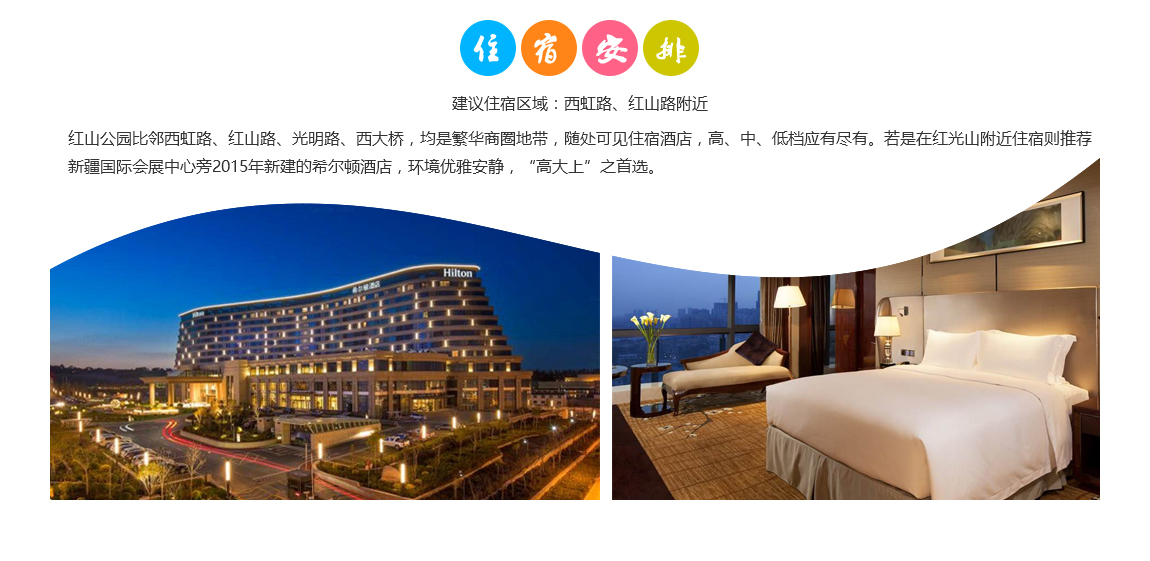 住宿安排
建议住宿区域：西虹路、红山路附近
红山公园比邻西虹路、红山路、光明路、西大桥，均是繁华商圈地带，随处可见住宿酒店，高、中、低档应有尽有。若是在红光山附近住宿则推荐
新疆国际会展中心旁2015年新建的希尔顿酒店，环境优雅安静，“高大上”之首选。
Hilton
希尔顿酒店
Hilton